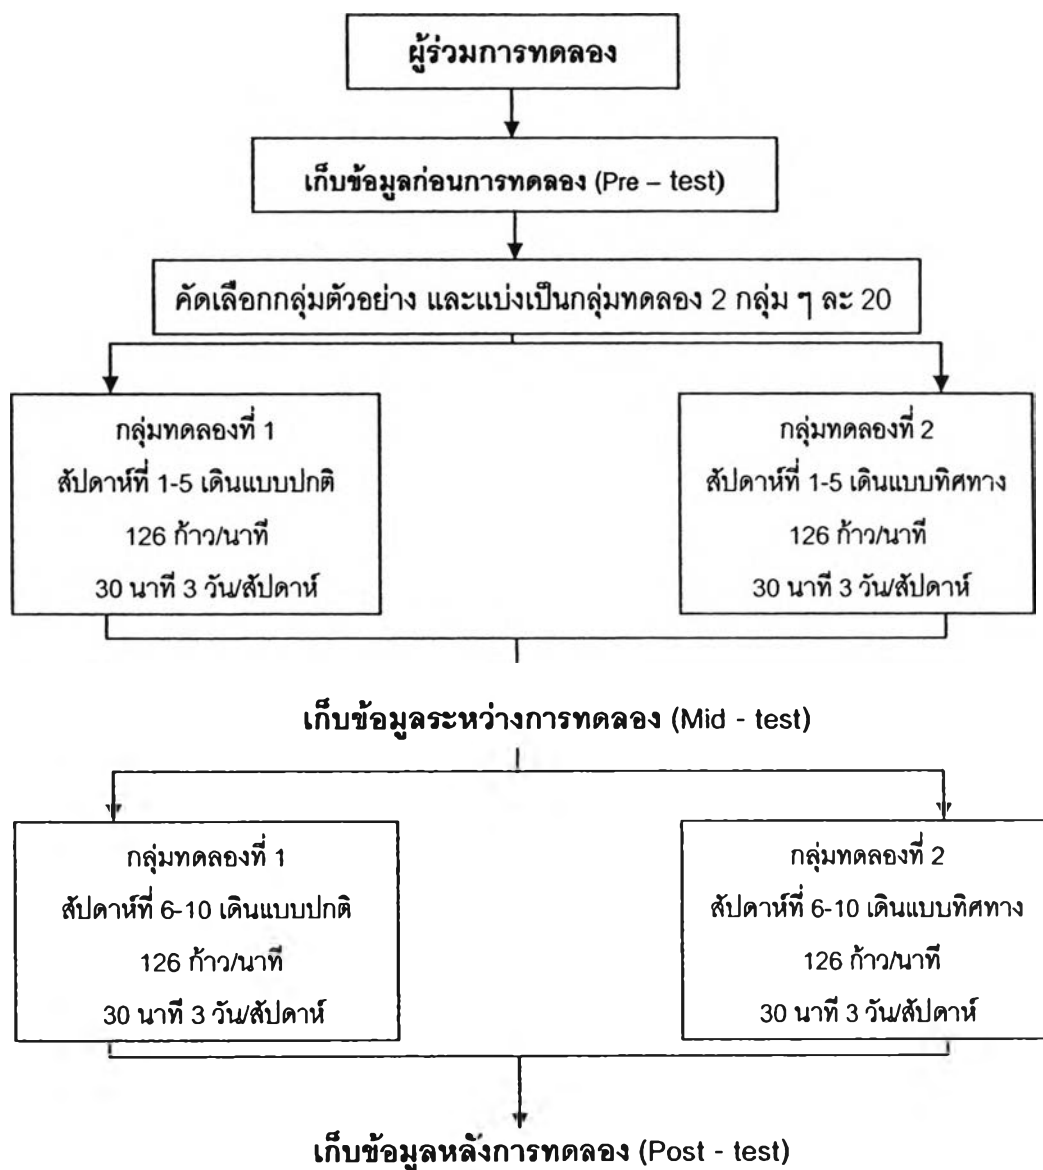 ผู้ร่วมการทดลอง
เก็บข้อมูลก่อนการทดลอง (Pre – test)
คัดเลือกกลุ่มตัวอย่าง และแบ่งเป็นกลุ่มทดลอง 2 กลุ่ม ๆ ละ 20
กลุ่มทดลองที่ 1
สัปดาห์ที่ 1-5 เดินแบบปกติ
126 ก้าว/นาที
30 นาที 3 วัน/สัปดาห์
กลุ่มทดลองที่ 2
สัปดาห์ที่ 1-5 เดินแบบทิศทาง
126 ก้าว/นาที
30 นาที 3 วัน/สัปดาห์
เก็บข้อมูลระหว่างการทดลอง (Mid - test)
กลุ่มทดลองที่ 1
สัปดาห์ที่ 6-10 เดินแบบปกติ
126 ก้าว/นาที
30 นาที 3 วัน/สัปดาห์
กลุ่มทดลองที่ 2
สัปดาห์ที่ 6-10 เดินแบบทิศทาง
126 ก้าว/นาที
30 นาที 3 วัน/สัปดาห์
เก็บข้อมูลหลังการทดลอง (Post - test)